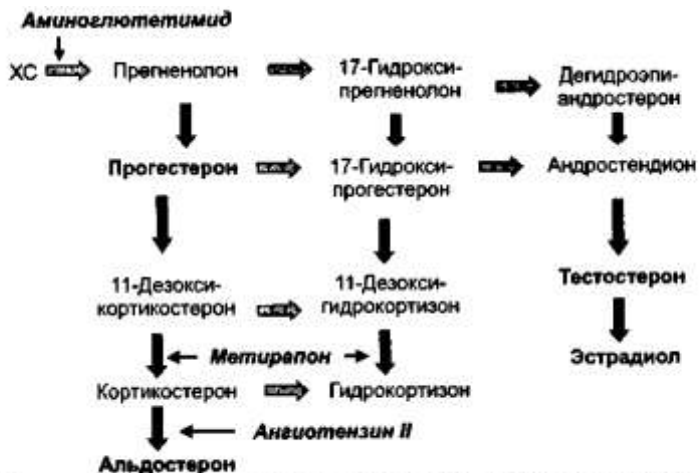 Аминоглютетимид
ХС Прегненолон 17-Гидрокси-
прегненолон
Дегидроэпи-
андростерон
Прогестерон 17-Гидрокси-
прогестерон
Андростендион
11-Дезокси-
кортикостерон
11-Дезокси-
гидрокортизон
Тестостерон
Метирапон
Эстрадиол
Кортикостерон Гидрокортизон
Ангиотензин II
Альдостерон